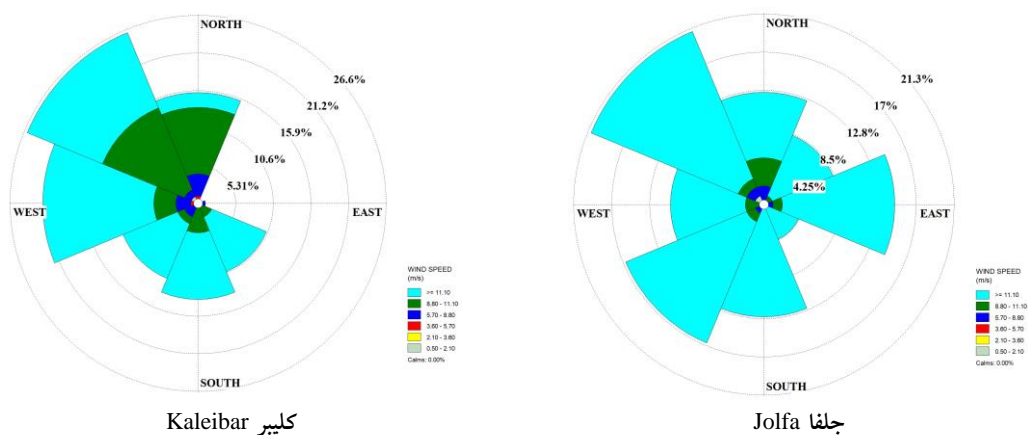 NORTH
26.6%
21.2%
15.9%
10.6%
5.31%
WEST
EAST
SOUTH
WIND SPEED
(m/s)
>= 11.10
8.80 - 11.10
5.70 - 8.80
3.60 - 5.70
2.10 - 3.60
0.50 - 2.10
Calms: 0.00%
کلیبر Kaleibar
NORTH
21.3%
17%
12.8%
8.5%
4.25%
WEST
EAST
SOUTH
WIND SPEED
(m/s)
>= 11.10
8.80 - 11.10
5.70 - 8.80
3.60 - 5.70
2.10 - 3.60
0.50 - 2.10
Calms: 0.00%
جلفا Jolfa